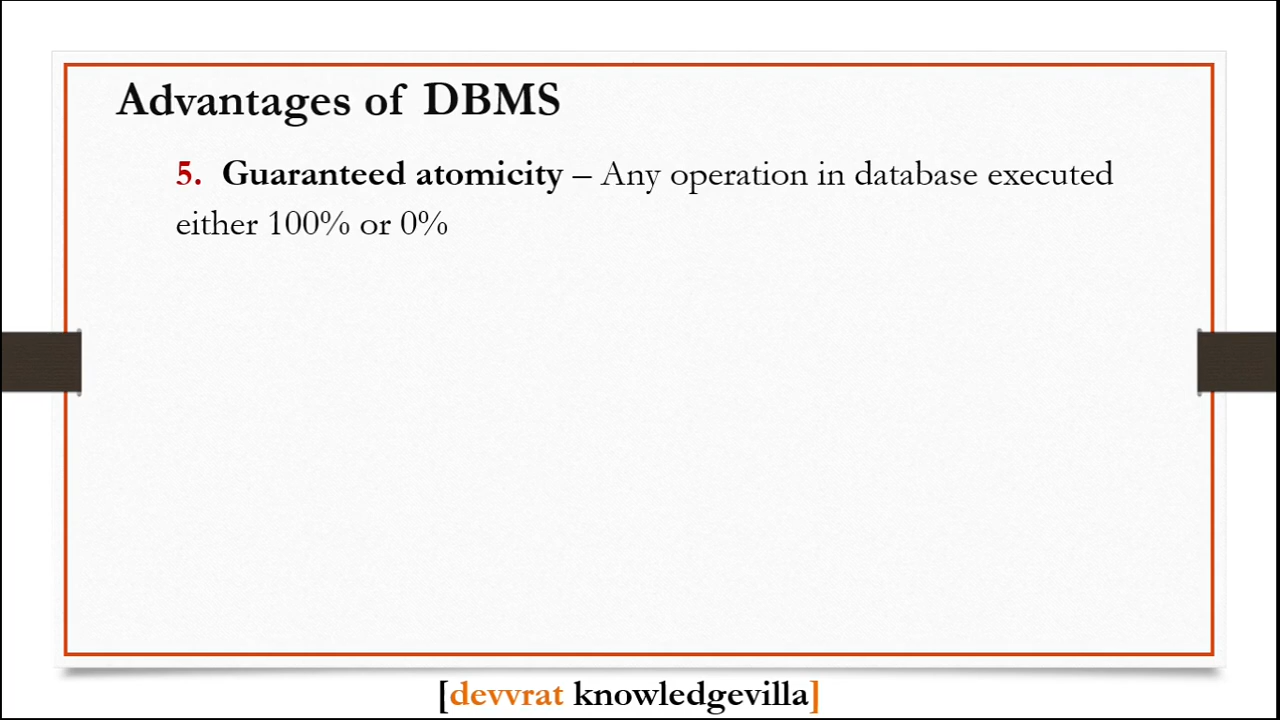 Advantages of DBMS
5. Guaranteed atomicity – Any operation in database executed
either 100% or 0%
[devvrat knowledgevilla]